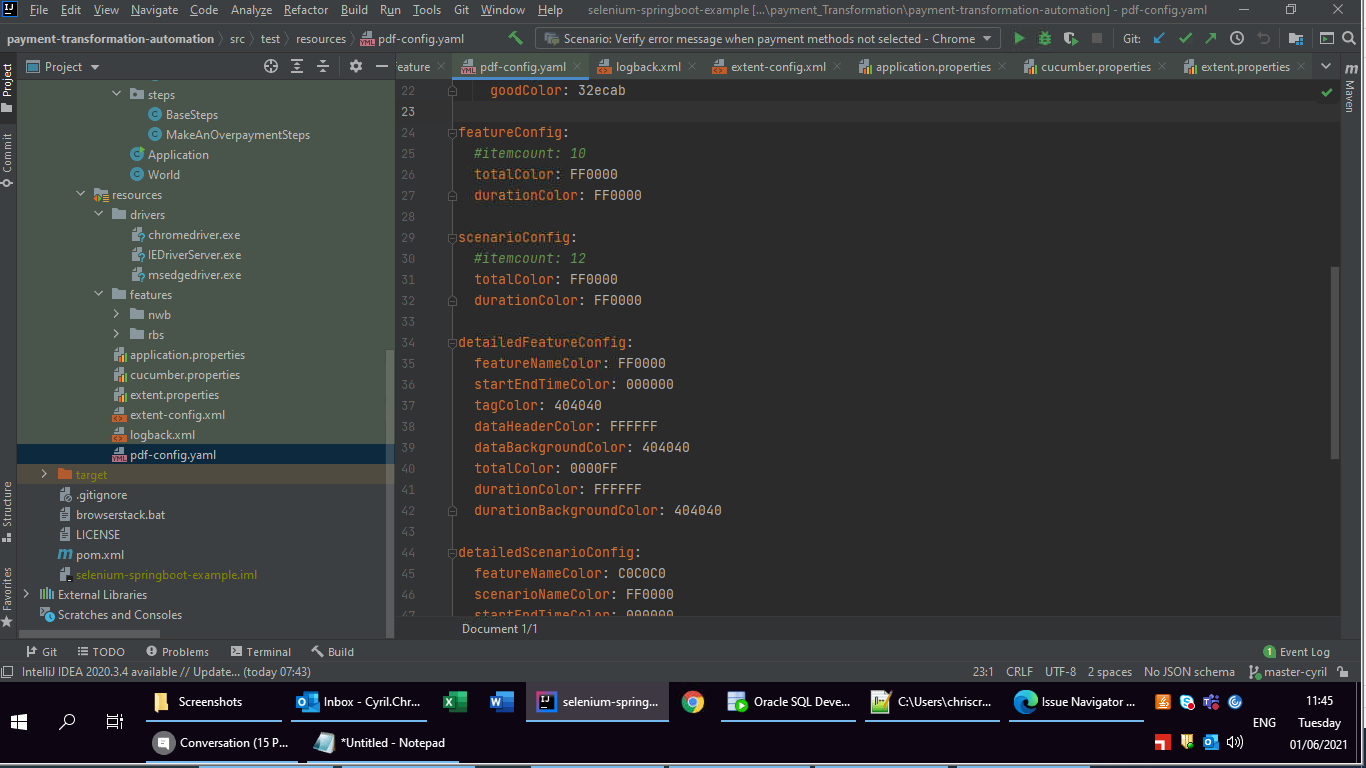 File Edit View Navigate Code Analyze Refactor Build Run Tools Git Window Help selenium-springboot-example [...\payment_Transformation\payment-transformation-automation] - pdf-config.yaml
payment-transformation-automation src test resources pdf-config.yaml Scenario: Verify error message when payment methods not selected - Chrome Git:
Project eature pdf-config.yaml logback.xml extent-config.xml application.properties cucumber.properties extent.properties
Project
Commit
Structure
Favorites
Maven
steps
BaseSteps
MakeAnOverpaymentSteps
Application
World
resources
drivers
chromedriver.exe
IEDriverServer.exe
msedgedriver.exe
features
nwb
rbs
application.properties
cucumber.properties
extent.properties
extent-config.xml
logback.xml
pdf-config.yaml
target
.gitignore
browserstack.bat
LICENSE
pom.xml
selenium-springboot-example.iml
External Libraries
Scratches and Consoles
22 goodColor: 32ecab
23
24 featureConfig:
25 #itemcount: 10
26 totalColor: FF0000
27 durationColor: FF0000
28
29 scenarioConfig:
30 #itemcount: 12
31 totalColor: FF0000
32 durationColor: FF0000
33
34 detailedFeatureConfig:
35 featureNameColor: FF0000
36 startEndTimeColor: 000000
37 tagColor: 404040
38 dataHeaderColor: FFFFFF
39 dataBackgroundColor: 404040
40 totalColor: 0000FF
41 durationColor: FFFFFF
42 durationBackgroundColor: 404040
43
44 detailedScenarioConfig:
45 featureNameColor: C0C0C0
46 scenarioNameColor: FF0000
47 startEndTimeColor: 000000
Document 1/1
Git TODO Problems Terminal Build 1 Event Log
IntelliJ IDEA 2020.3.4 available // Update... (today 07:43) 23:1 CRLF UTF-8 2 spaces No JSON schema master-cyril
Screenshots Inbox - Cyril.Chr... selenium-spring... Oracle SQL Deve... C:\Users\chriscr... Issue Navigator ...
Conversation (15 P... *Untitled - Notepad
ENG
11:45
Tuesday
01/06/2021